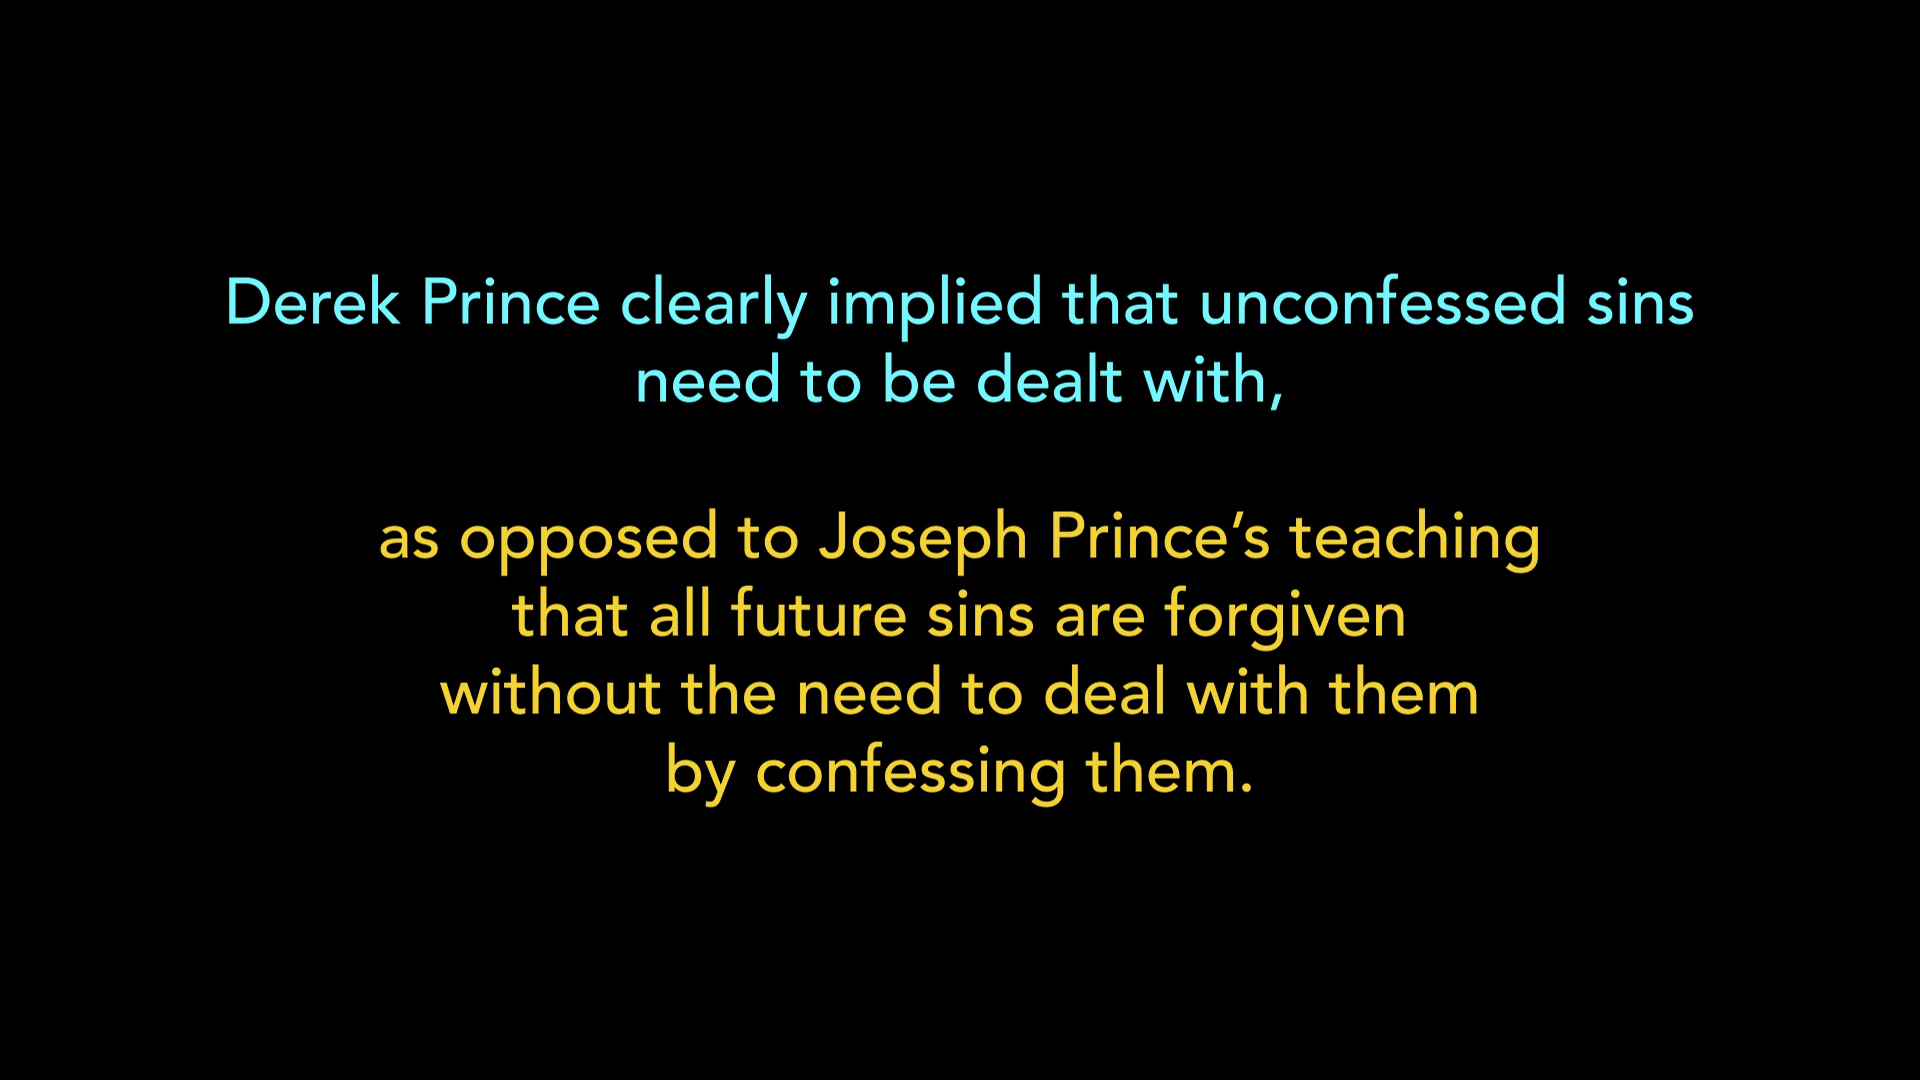 Derek Prince clearly implied that unconfessed sins
need to be dealt with,
as opposed to Joseph Prince’s teaching
that all future sins are forgiven
without the need to deal with them
by confessing them.